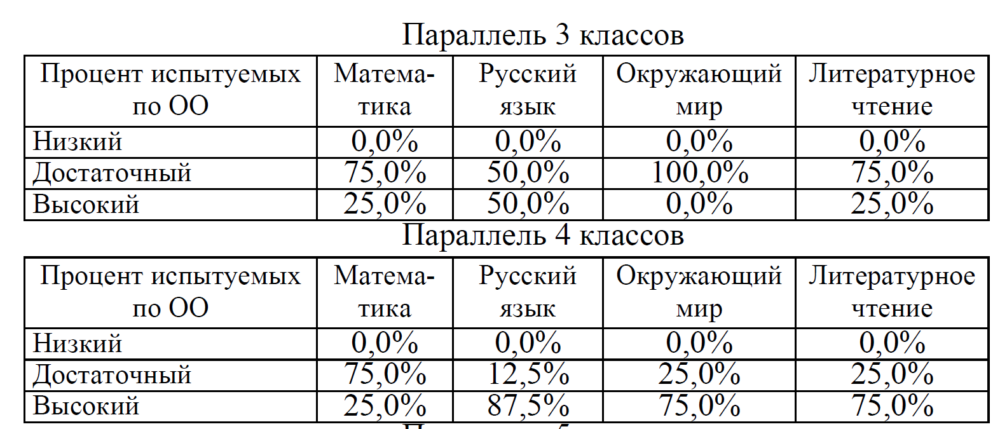 Параллель 3 классов
Процент испытуемых по ОО Матема- тика Русский язык Окружающий мир Литературное чтение
Низкий 0,0% 0,0% 0,0% 0,0%
Достаточный 75,0% 50,0% 100,0% 75,0%
Высокий 25,0% 50,0% 0,0% 25,0%
Параллель 4 классов
Процент испытуемых по ОО Матема- тика Русский язык Окружающий мир Литературное чтение
Низкий 0,0% 0,0% 0,0% 0,0%
Достаточный 75,0% 12,5% 25,0% 25,0%
Высокий 25,0% 87,5% 75,0% 75,0%